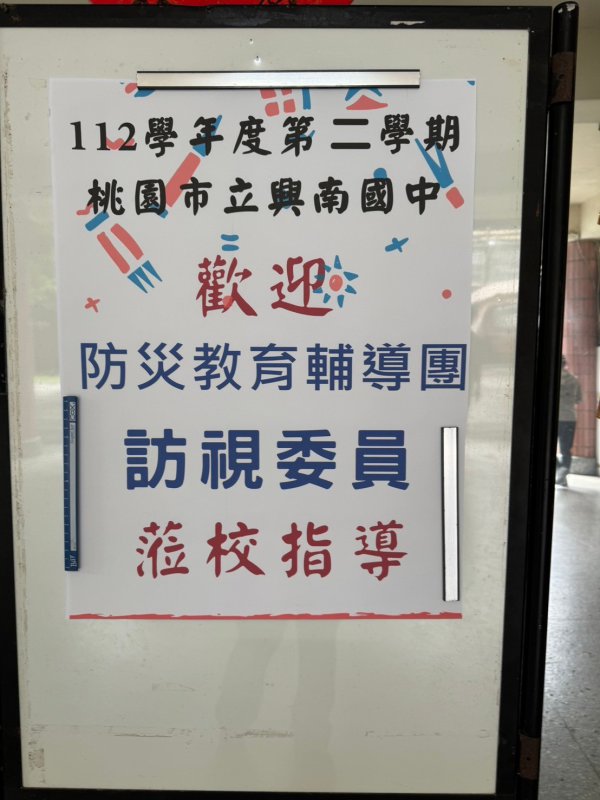 112學年度第二學期
桃園市立興南國中
歡迎
防災教育輔導團
訪視委員
蒞校指導